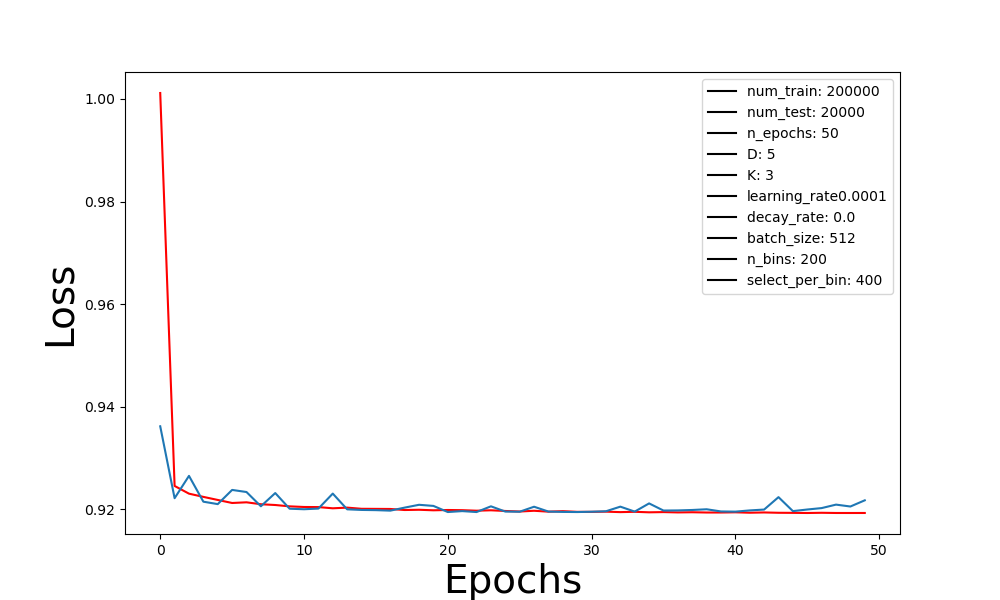 1.00
0.98
0.96
0.94
0.92
Loss
num_train: 200000
num_test: 20000
n_epochs: 50
D: 5
K: 3
learning_rate0.0001
decay_rate: 0.0
batch_size: 512
n_bins: 200
select_per_bin: 400
0 10 20 30 40 50
Epochs